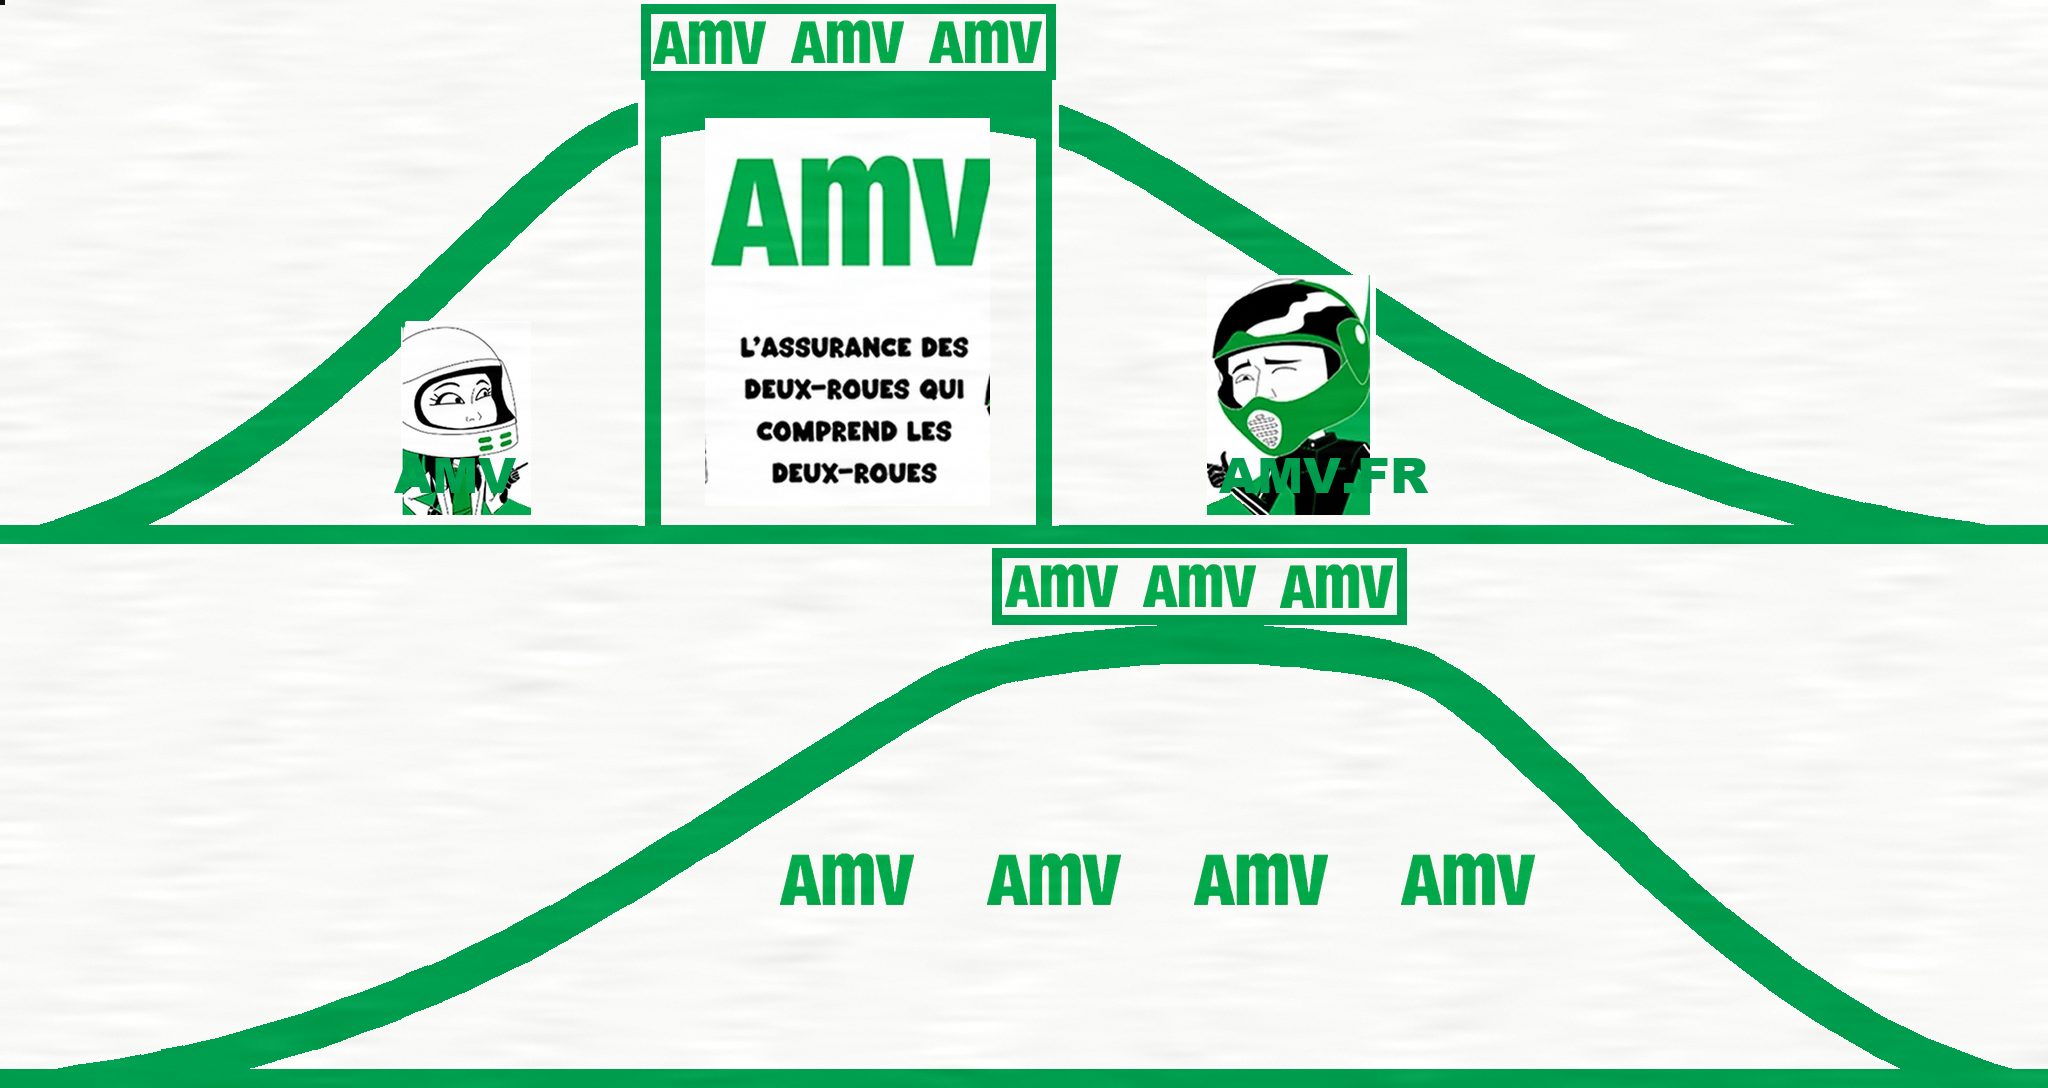 AMV AMV AMV
AMV
L'ASSURANCE DES
DEUX-ROUES QUI
COMPREND LES
DEUX-ROUES
AMV
AMV.FR
AMV AMV AMV
AMV AMV AMV AMV